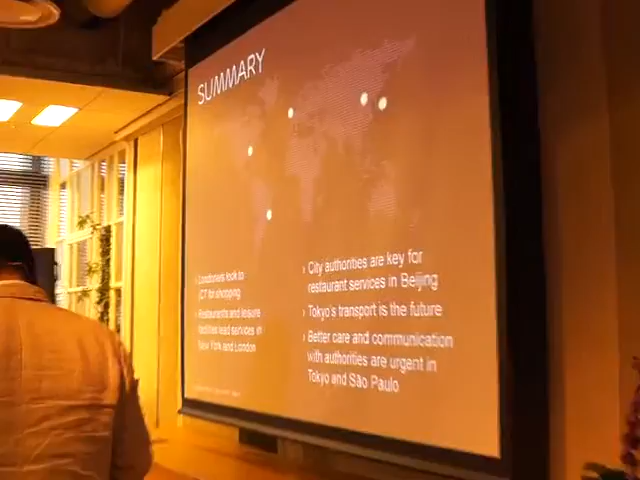 SUMMARY
› Londoners look to
ICT for shopping
› Restaurants and leisure
facilities lead services in
New York and London
› City authorities are key for
restaurant services in Beijing
› Tokyo's transport is the future
› Better care and communication
with authorities are urgent in
Tokyo and São Paulo